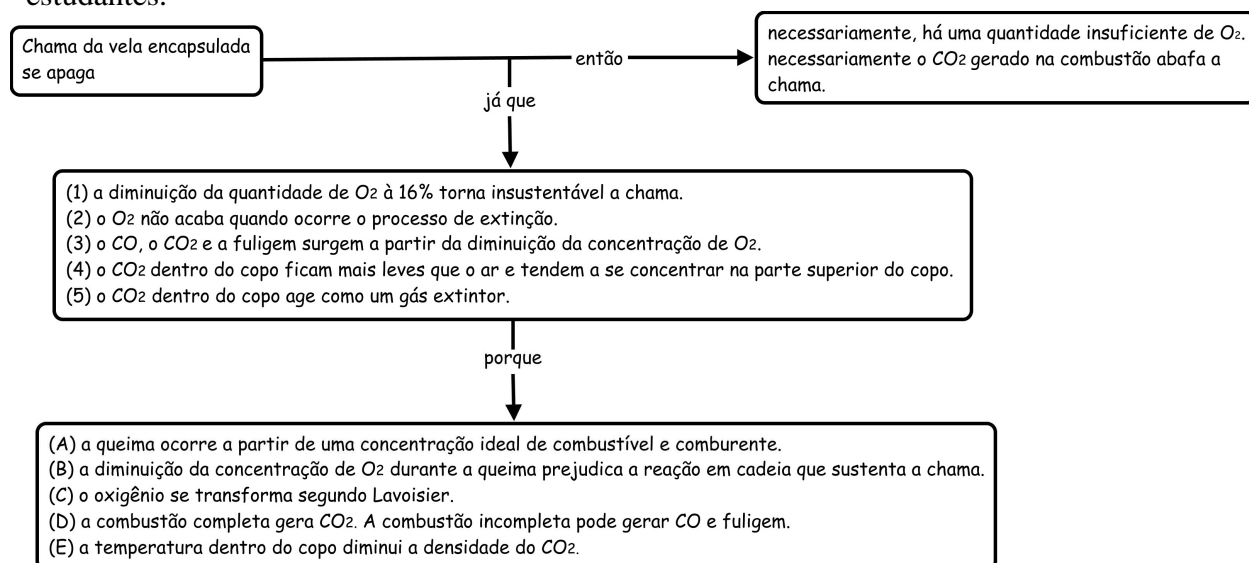 estudantes.
Chama da vela encapsulada
se apaga
então
necessariamente, há uma quantidade insuficiente de O2.
necessariamente o CO2 gerado na combustão abafa a
chama.
já que
(1) a diminuição da quantidade de O2 à 16% torna insustentável a chama.
(2) o O2 não acaba quando ocorre o processo de extinção.
(3) o CO, o CO2 e a fuligem surgem a partir da diminuição da concentração de O2.
(4) o CO2 dentro do copo ficam mais leves que o ar e tendem a se concentrar na parte superior do copo.
(5) o CO2 dentro do copo age como um gás extintor.
porque
(A) a queima ocorre a partir de uma concentração ideal de combustível e comburente.
(B) a diminuição da concentração de O2 durante a queima prejudica a reação em cadeia que sustenta a chama.
(C) o oxigênio se transforma segundo Lavoisier.
(D) a combustão completa gera CO2. A combustão incompleta pode gerar CO e fuligem.
(E) a temperatura dentro do copo diminui a densidade do CO2.